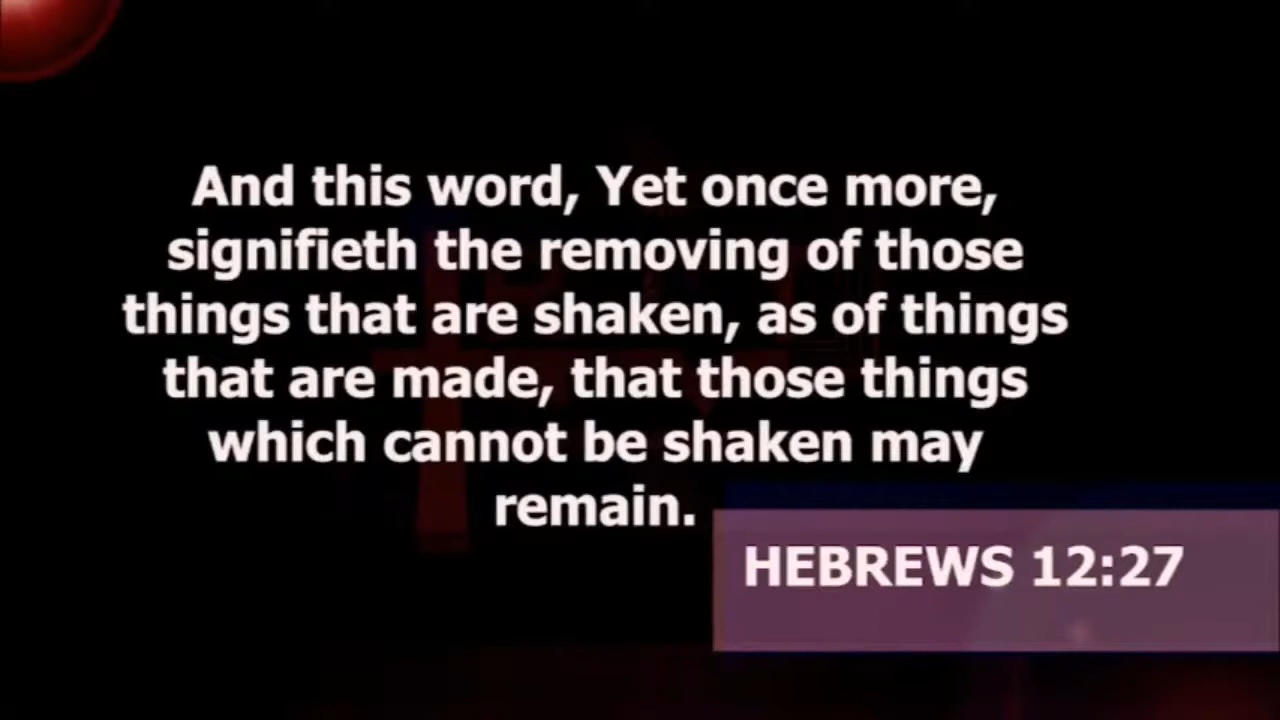 And this word, Yet once more,
signifieth the removing of those
things that are shaken, as of things
that are made, that those things
which cannot be shaken may
remain.
HEBREWS 12:27